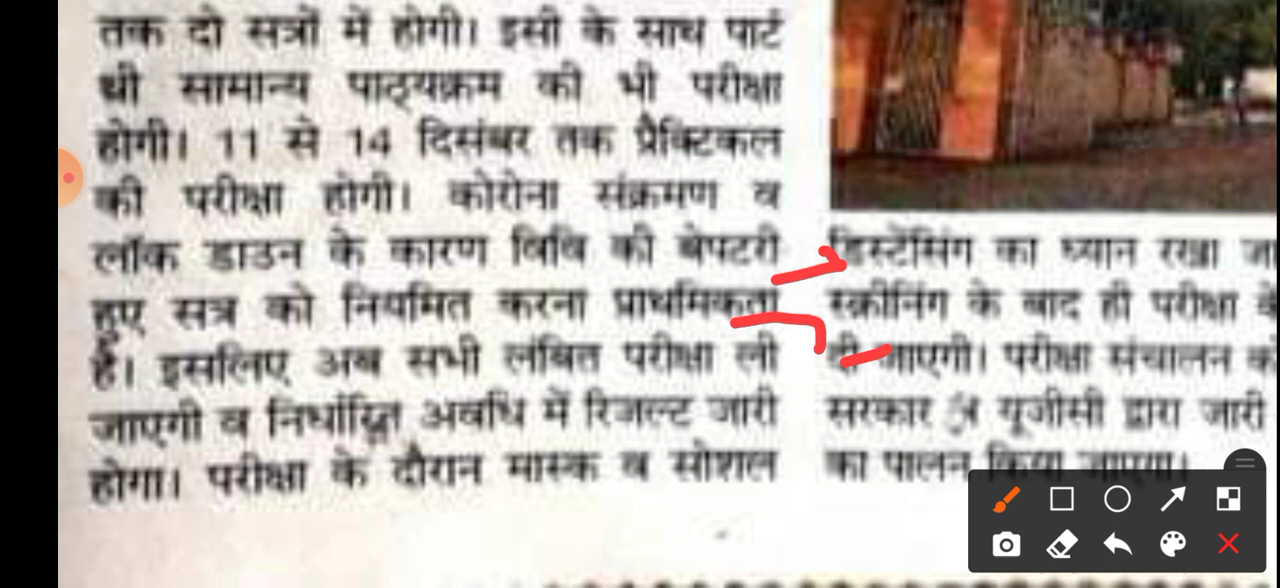 तक दो सत्रों में होगी। इसी के साथ पार्ट
थ्री सामान्य पाठ्यक्रम की भी परीक्षा
होगी। 11 से 14 दिसंबर तक प्रैक्टिकल
की परीक्षा होगी। कोरोना संक्रमण व
लॉक डाउन के कारण विवि की बेपटरी
हुए सत्र को नियमित करना प्राथमिकता
है। इसलिए अब सभी लंबित परीक्षा ली
जाएगी व निर्धारित अवधि में रिजल्ट जारी
होगा। परीक्षा के दौरान मास्क व सोशल
डिस्टेंसिंग का ध्यान रखा
स्क्रीनिंग के बाद ही परीक्षा
दी जाएगी। परीक्षा संचालन
सरकार व यूजीसी द्वारा जारी
का पालन किया जाएगा।